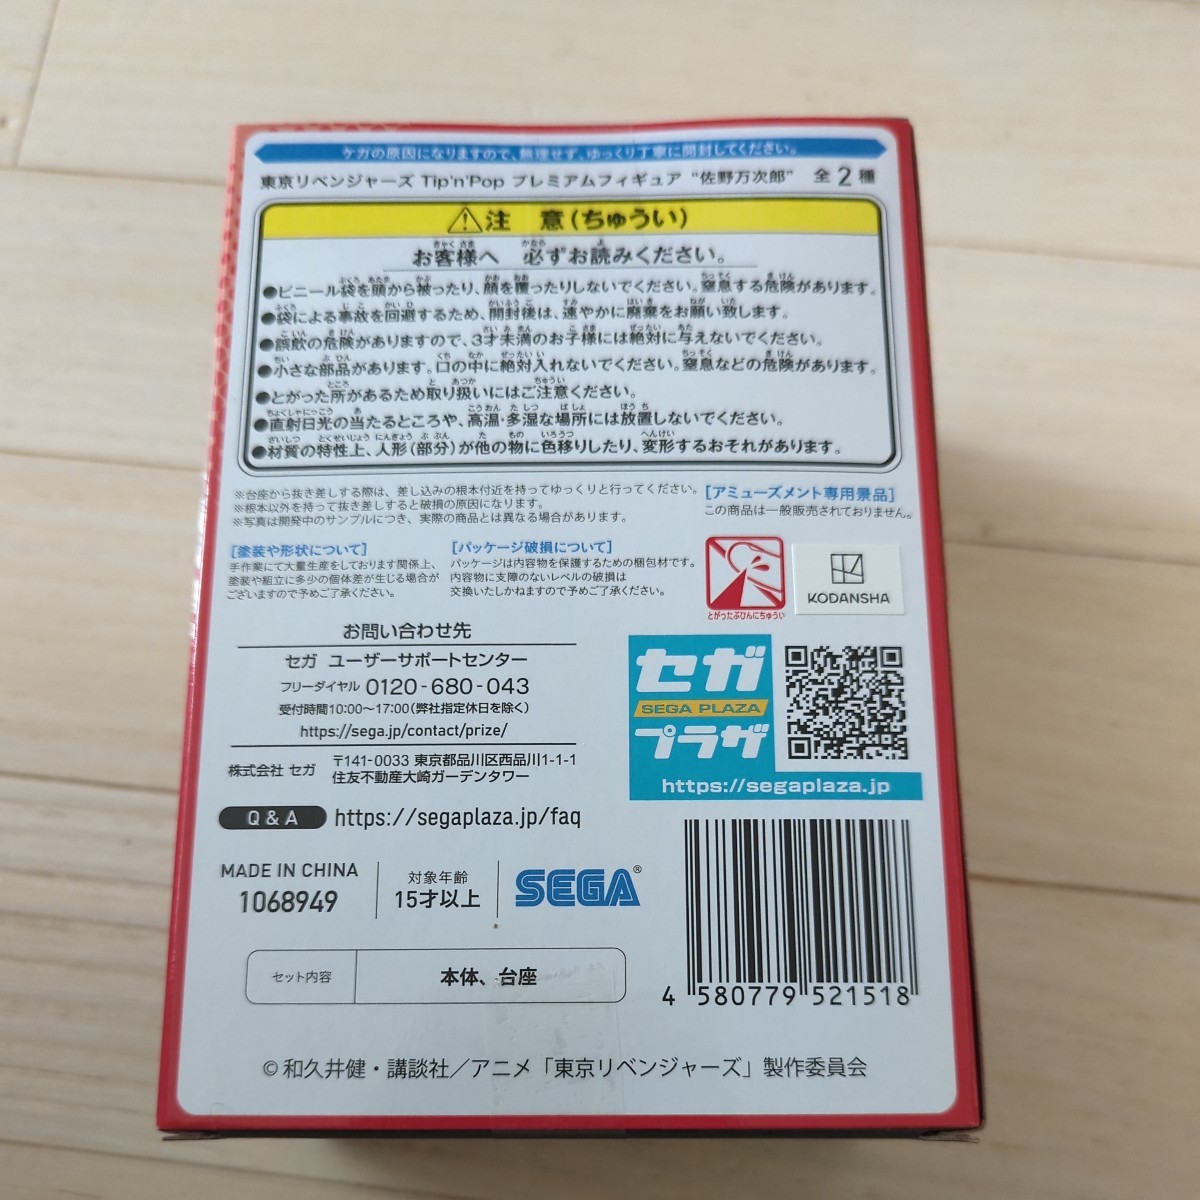 ケガの原因になりますので、無理せず、ゆっくり丁寧に開封してください。
東京リベンジャーズ Tip'n'Pop プレミアムフィギュア "佐野万次郎" 全2種
⚠注 意(ちゅうい)
お客様へ 必ずお読みください。
●ビニール袋を頭から被ったり、顔を覆ったりしないでください。窒息する危険があります。
●袋による事故を回避するため、開封後は、速やかに廃棄をお願い致します。
●誤飲の危険がありますので、3才未満のお子様には絶対に与えないでください。
●小さな部品があります。口の中に絶対入れないでください。窒息などの危険があります。
●とがった所があるため取り扱いにはご注意ください。
●直射日光の当たるところや、高温・多湿な場所には放置しないでください。
●材質の特性上、人形(部分)が他の物に色移りしたり、変形するおそれがあります。
※台座から抜き差しする際は、差し込みの根本付近を持ってゆっくりと行ってください。
※根本以外を持って抜き差しすると破損の原因になります。
※写真は開発中のサンプルにつき、実際の商品とは異なる場合があります。
[アミューズメント専用景品]
この商品は一般販売されておりません。
[塗装や形状について]
手作業にて大量生産をしております関係上、
塗装や組立に多少の個体差が生じる場合が
ございますので予めご了承ください。
[パッケージ破損について]
パッケージは内容物を保護するための梱包材です。
内容物に支障のないレベルの破損は
交換いたしかねますので予めご了承ください。
とがったぶひんにちゅうい
KODANSHA
お問い合わせ先
セガ ユーザーサポートセンター
フリーダイヤル 0120-680-043
受付時間10:00〜17:00(弊社指定休日を除く)
https://sega.jp/contact/prize/
株式会社 セガ
〒141-0033 東京都品川区西品川1-1-1
住友不動産大崎ガーデンタワー
セガ
SEGA PLAZA
プラザ
https://segaplaza.jp
Q & A https://segaplaza.jp/faq
MADE IN CHINA
1068949
対象年齢
15才以上
SEGA®
セット内容 本体、台座
4 580779 521518
©和久井健・講談社/アニメ「東京リベンジャーズ」製作委員会